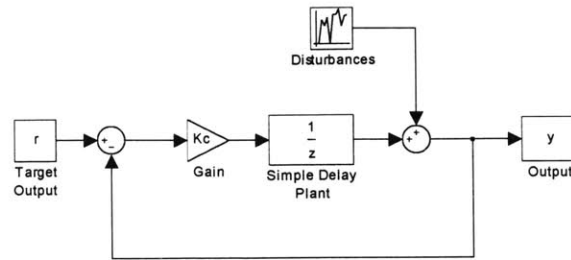 Disturbances
r
Target
Output
+
−
Kc
Gain
1
z
Simple Delay
Plant
+
+
y
Output